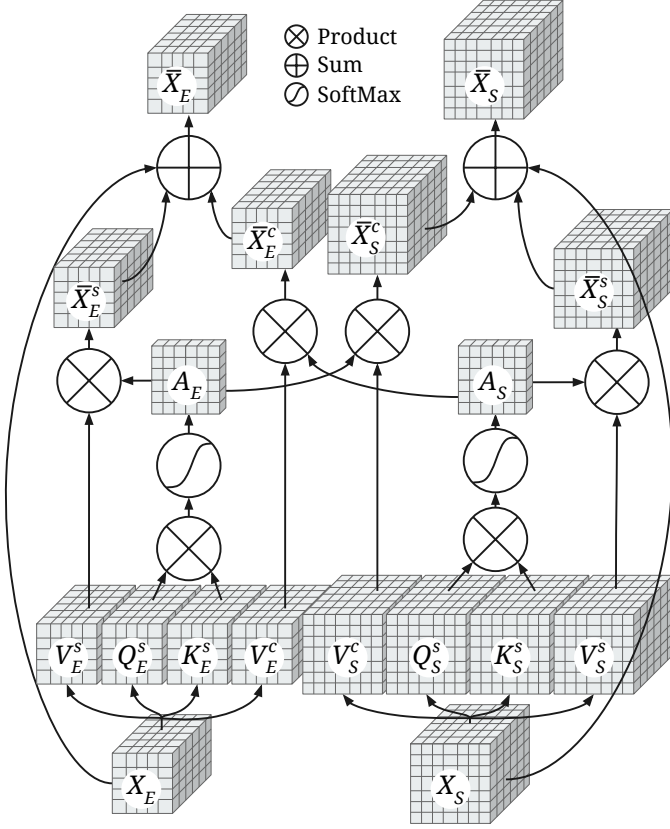 Product
Sum
SoftMax
X̄_E
X̄_S
X̄_E^c
X̄_S^c
X̄_E^s
X̄_S^s
A_E
A_S
V_E^s
Q_E^s
K_E^s
V_E^c
V_S^c
Q_S^s
K_S^s
V_S^s
X_E
X_S